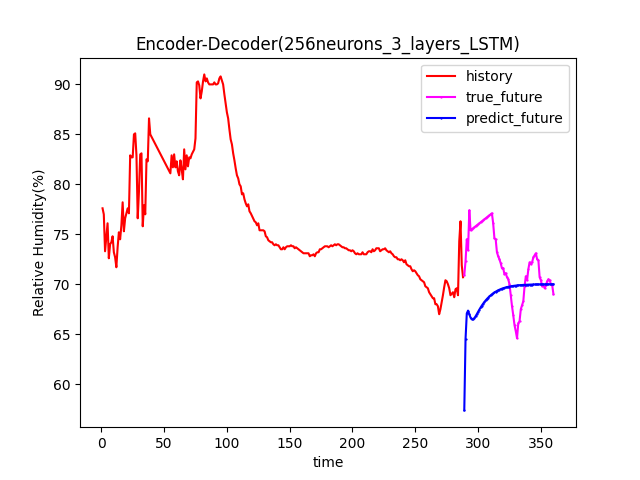 Encoder-Decoder(256neurons_3_layers_LSTM)
history
true_future
predict_future
Relative Humidity(%)
90
85
80
75
70
65
60
0 50 100 150 200 250 300 350
time